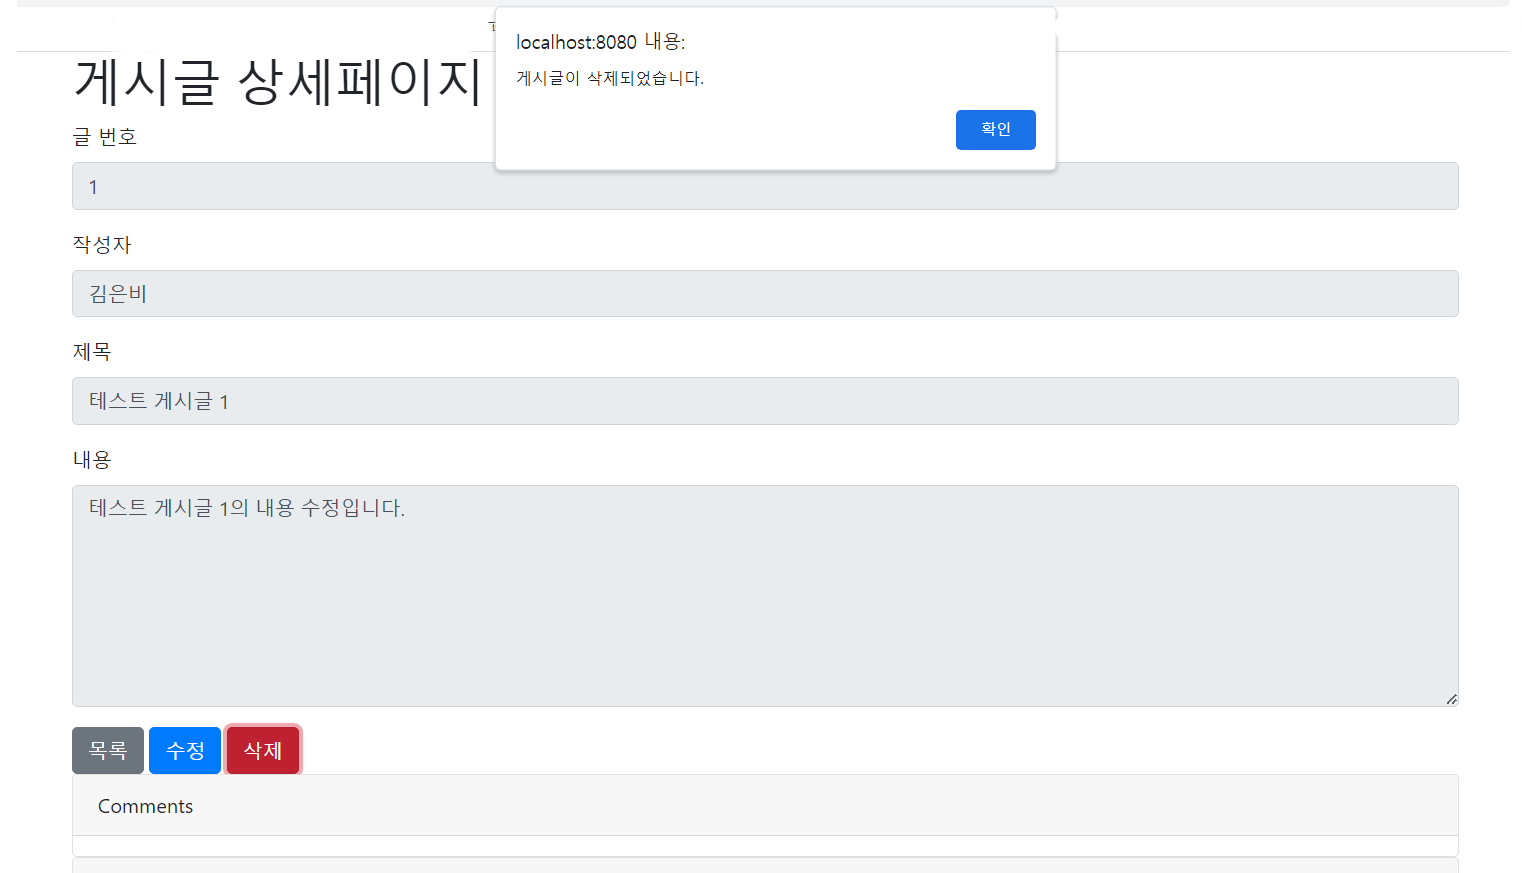 localhost:8080 내용:
게시글이 삭제되었습니다.
확인
게시글 상세페이지
글 번호
1
작성자
김은비
제목
테스트 게시글 1
내용
테스트 게시글 1의 내용 수정입니다.
목록 수정 삭제
Comments